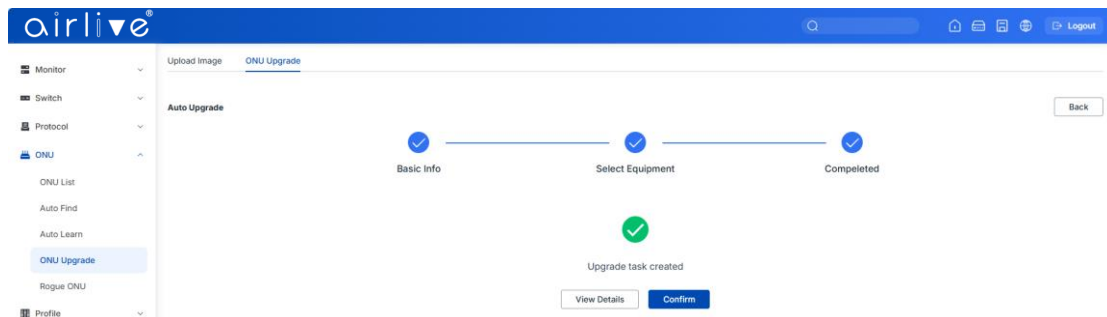 airlive®
Logout
Monitor
Switch
Protocol
ONU
ONU List
Auto Find
Auto Learn
ONU Upgrade
Rogue ONU
Profile
Upload Image ONU Upgrade
Auto Upgrade Back
Basic Info Select Equipment Compeleted
Upgrade task created
View Details Confirm